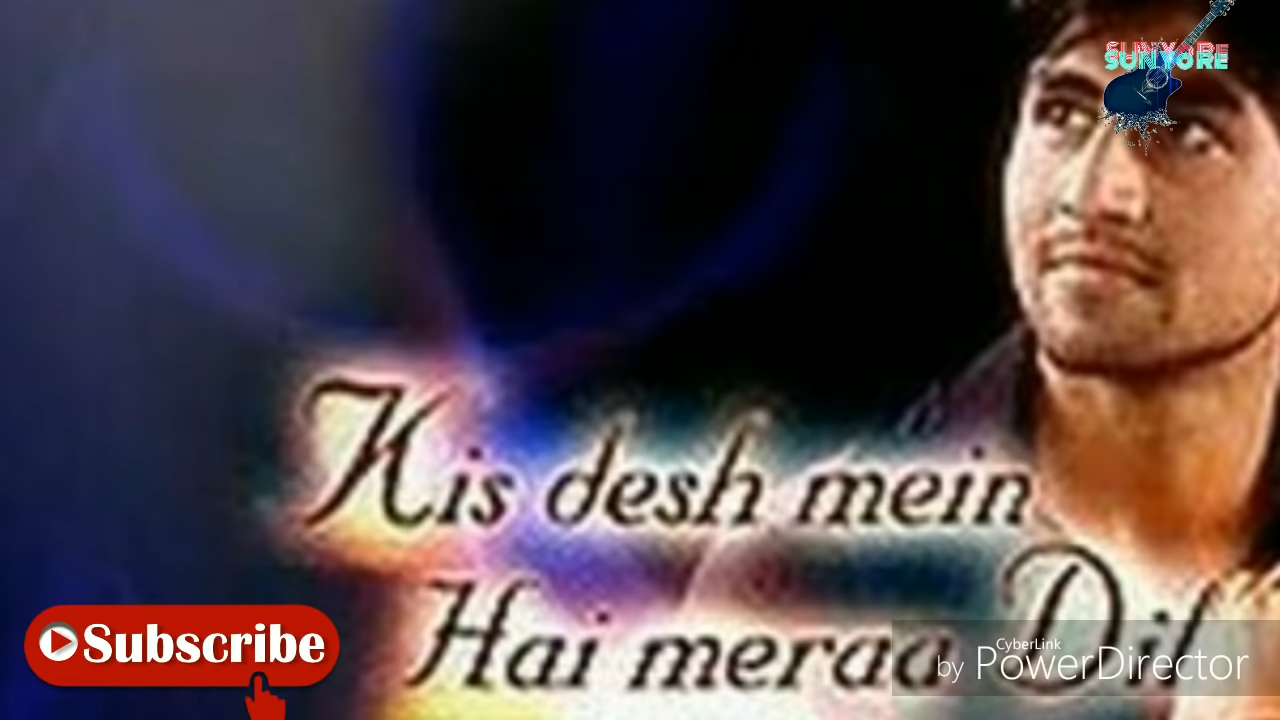 SUNYORE
Kis desh mein
Hai meraa Dil
Subscribe
CyberLink
by PowerDirector